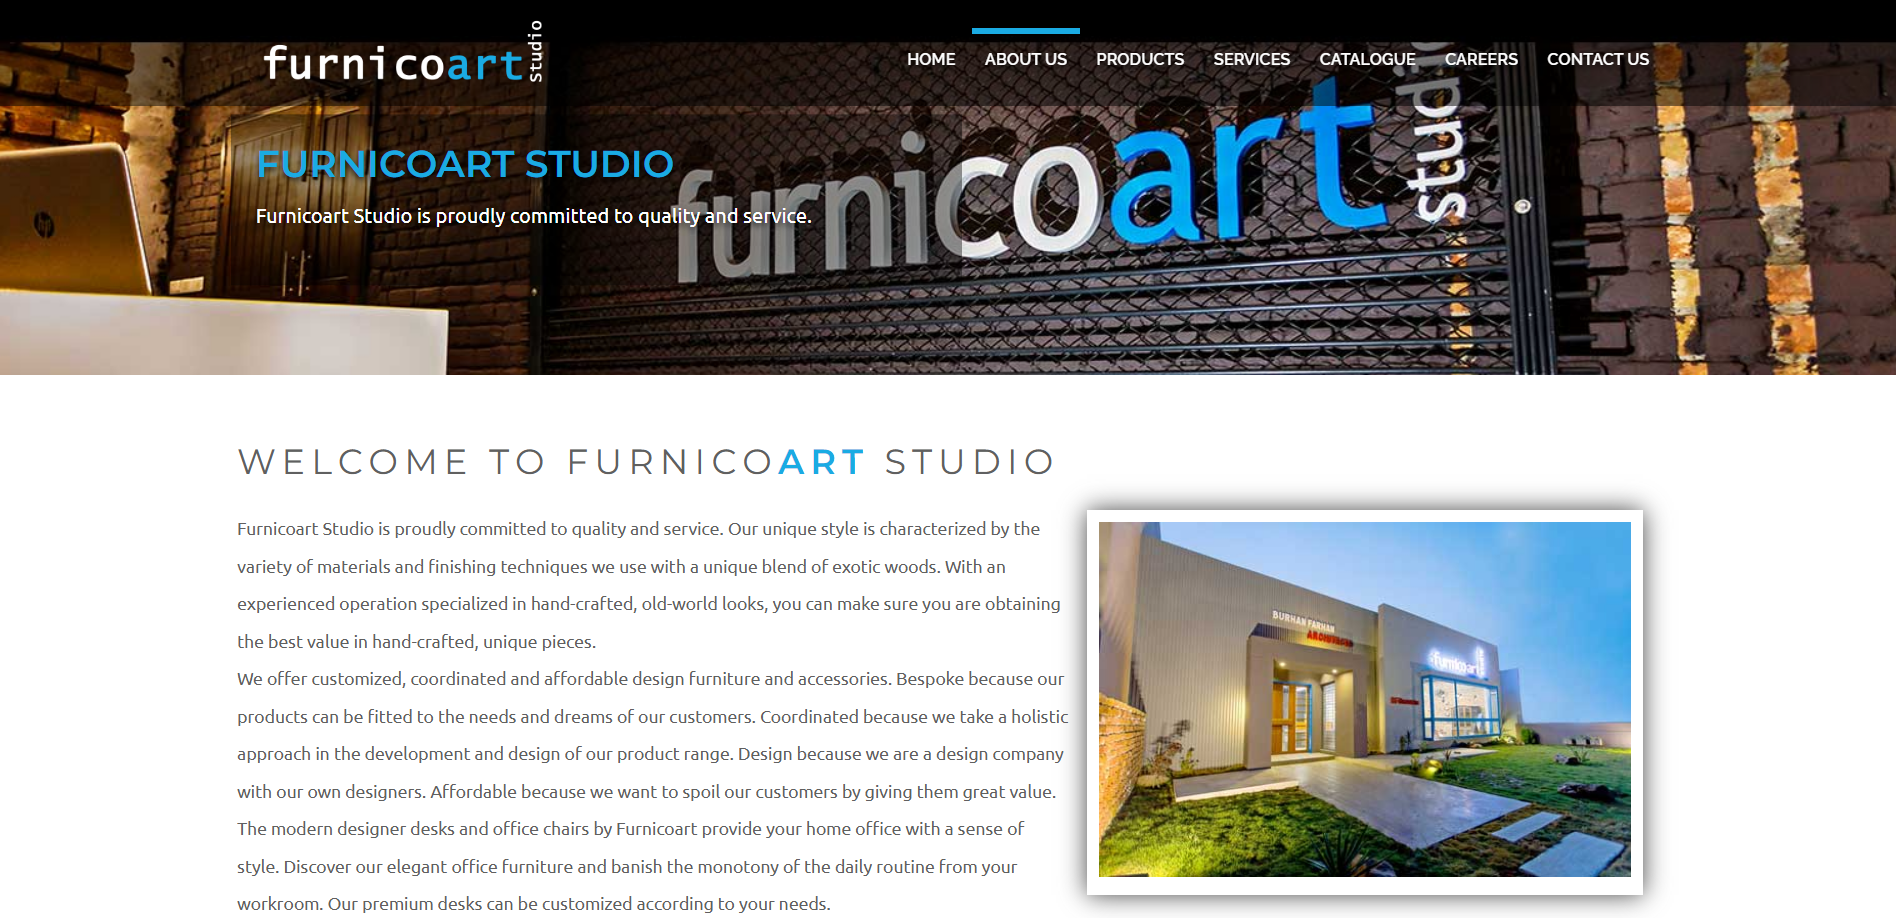 furnicoart Studio
HOME ABOUT US PRODUCTS SERVICES CATALOGUE CAREERS CONTACT US
furnicoart studio
FURNICOART STUDIO
Furnicoart Studio is proudly committed to quality and service.
hp
WELCOME TO FURNICOART STUDIO
Furnicoart Studio is proudly committed to quality and service. Our unique style is characterized by the
variety of materials and finishing techniques we use with a unique blend of exotic woods. With an
experienced operation specialized in hand-crafted, old-world looks, you can make sure you are obtaining
the best value in hand-crafted, unique pieces.
We offer customized, coordinated and affordable design furniture and accessories. Bespoke because our
products can be fitted to the needs and dreams of our customers. Coordinated because we take a holistic
approach in the development and design of our product range. Design because we are a design company
with our own designers. Affordable because we want to spoil our customers by giving them great value.
The modern designer desks and office chairs by Furnicoart provide your home office with a sense of
style. Discover our elegant office furniture and banish the monotony of the daily routine from your
workroom. Our premium desks can be customized according to your needs.
BURHAN FARHAN
furnicoart